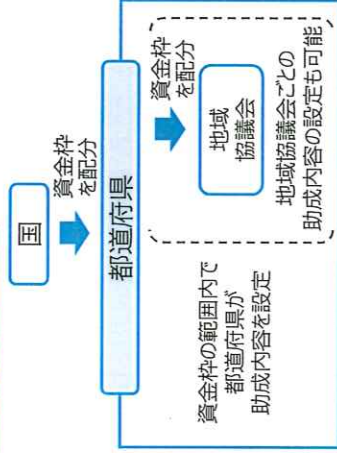 国
資金枠
を配分
都道府県
資金枠の範囲内で
都道府県が
助成内容を設定
資金枠
を配分
地域
協議会
地域協議会ごとの
助成内容の設定も可能